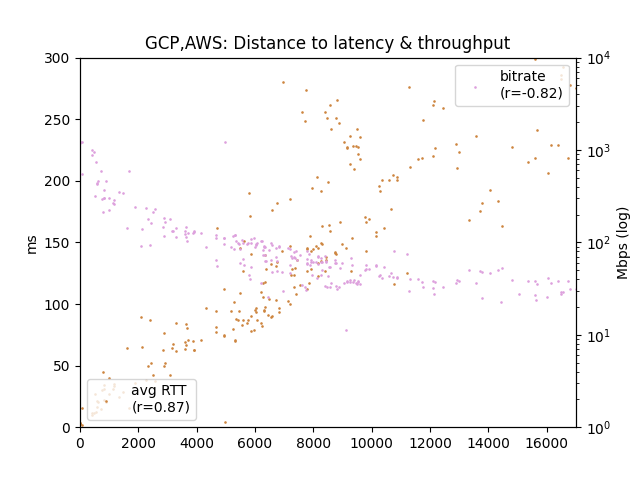 GCP,AWS: Distance to latency & throughput
300
250
200
150
100
50
0
ms
0 2000 4000 6000 8000 10000 12000 14000 16000
10^4
10^3
10^2
10^1
10^0
Mbps (log)
bitrate
(r=-0.82)
avg RTT
(r=0.87)